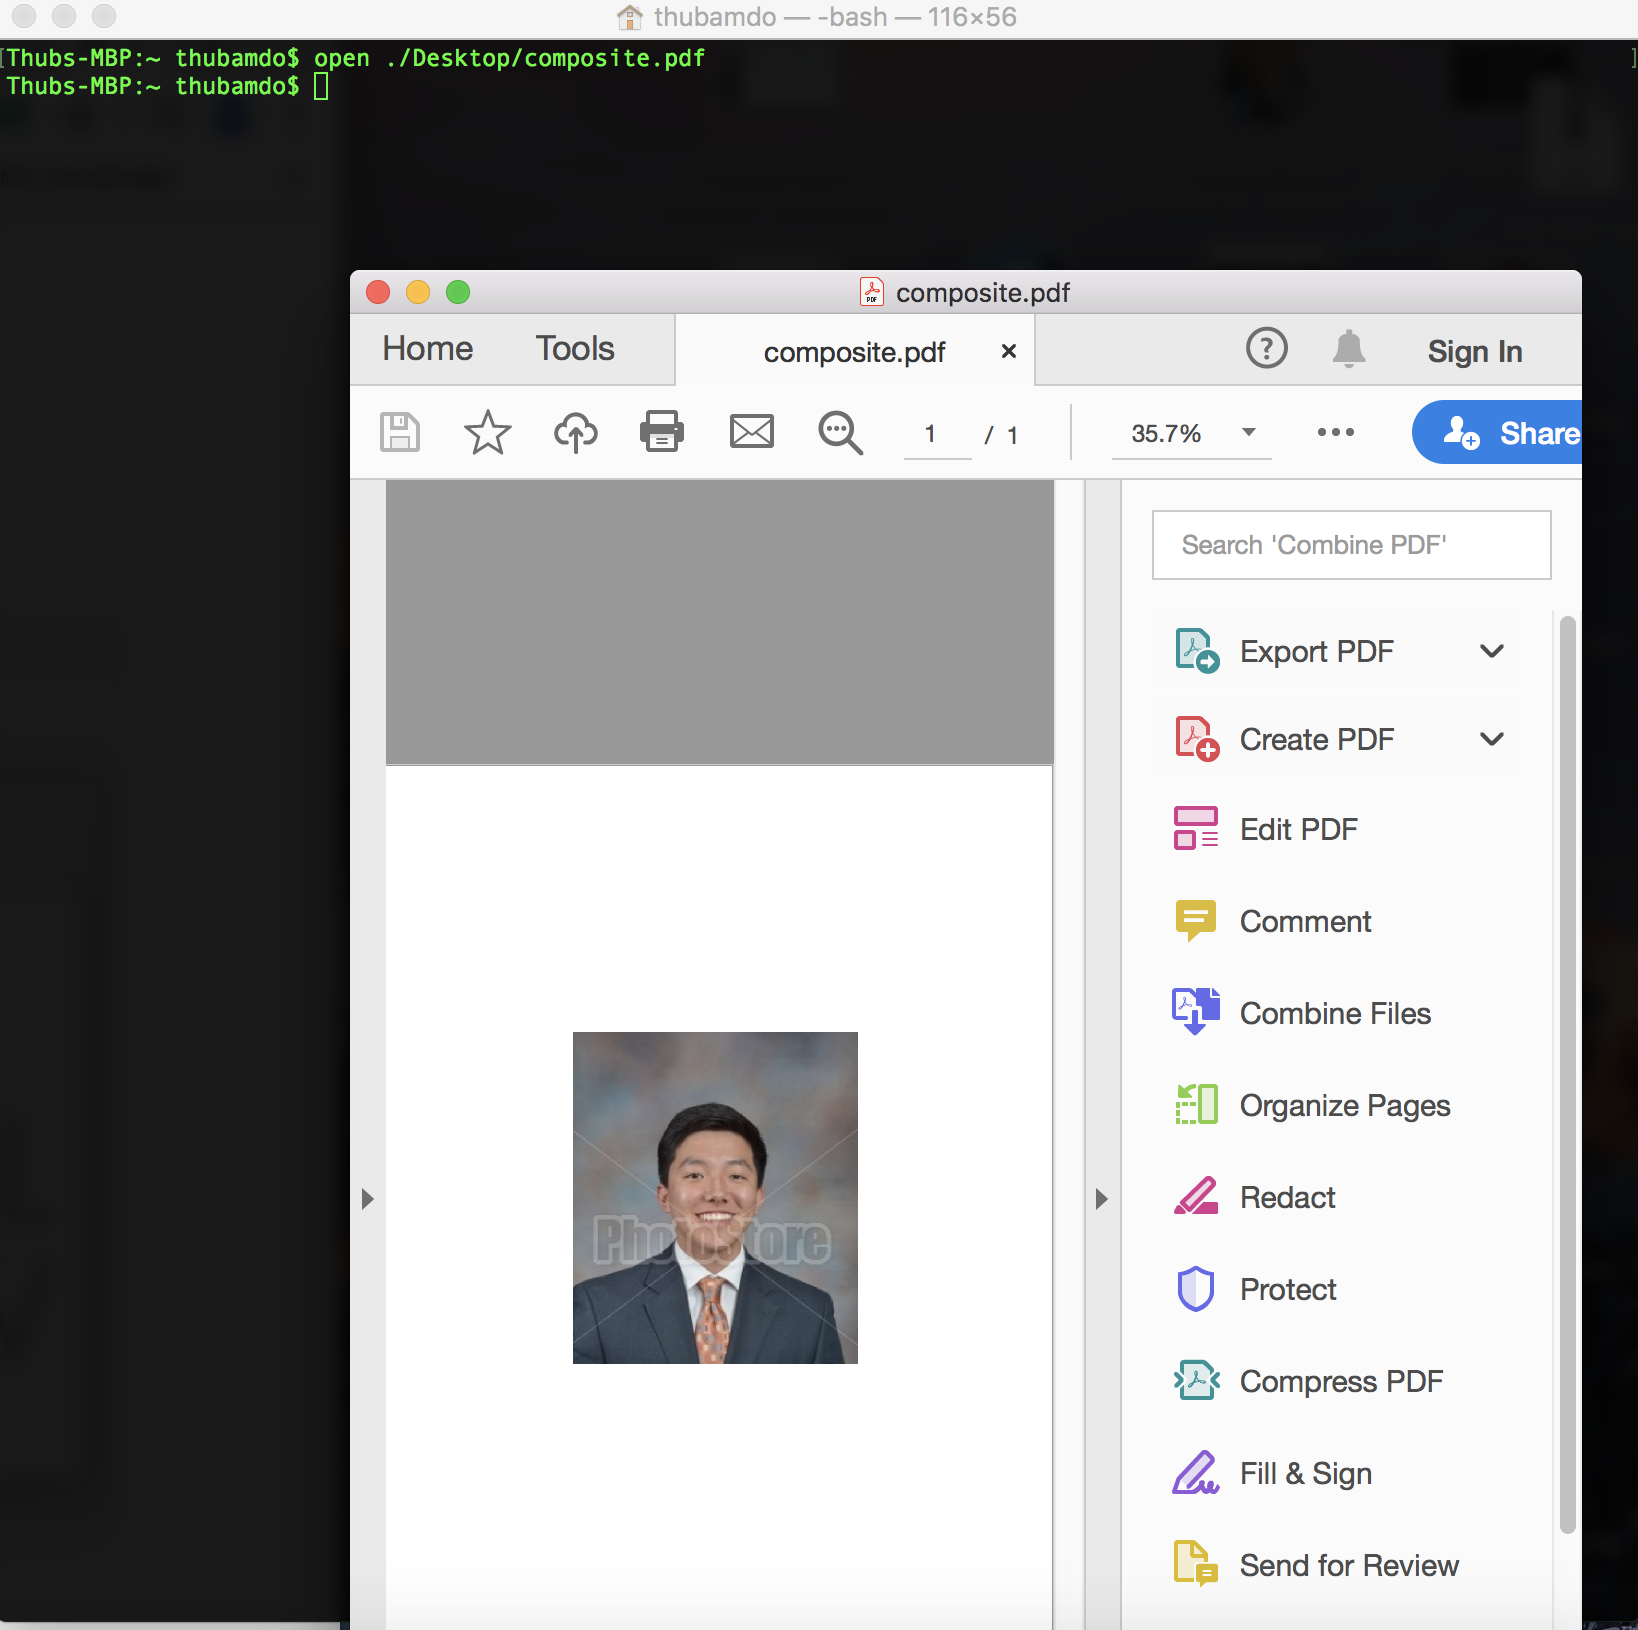 thubamdo — -bash — 116×56
Thubs-MBP:~ thubamdo$ open ./Desktop/composite.pdf
Thubs-MBP:~ thubamdo$
composite.pdf
Home Tools composite.pdf × ? Sign In
1 / 1 35.7% Share
Search 'Combine PDF'
Export PDF
Create PDF
Edit PDF
Comment
Combine Files
Organize Pages
Redact
Protect
Compress PDF
Fill & Sign
Send for Review
PhotoStore